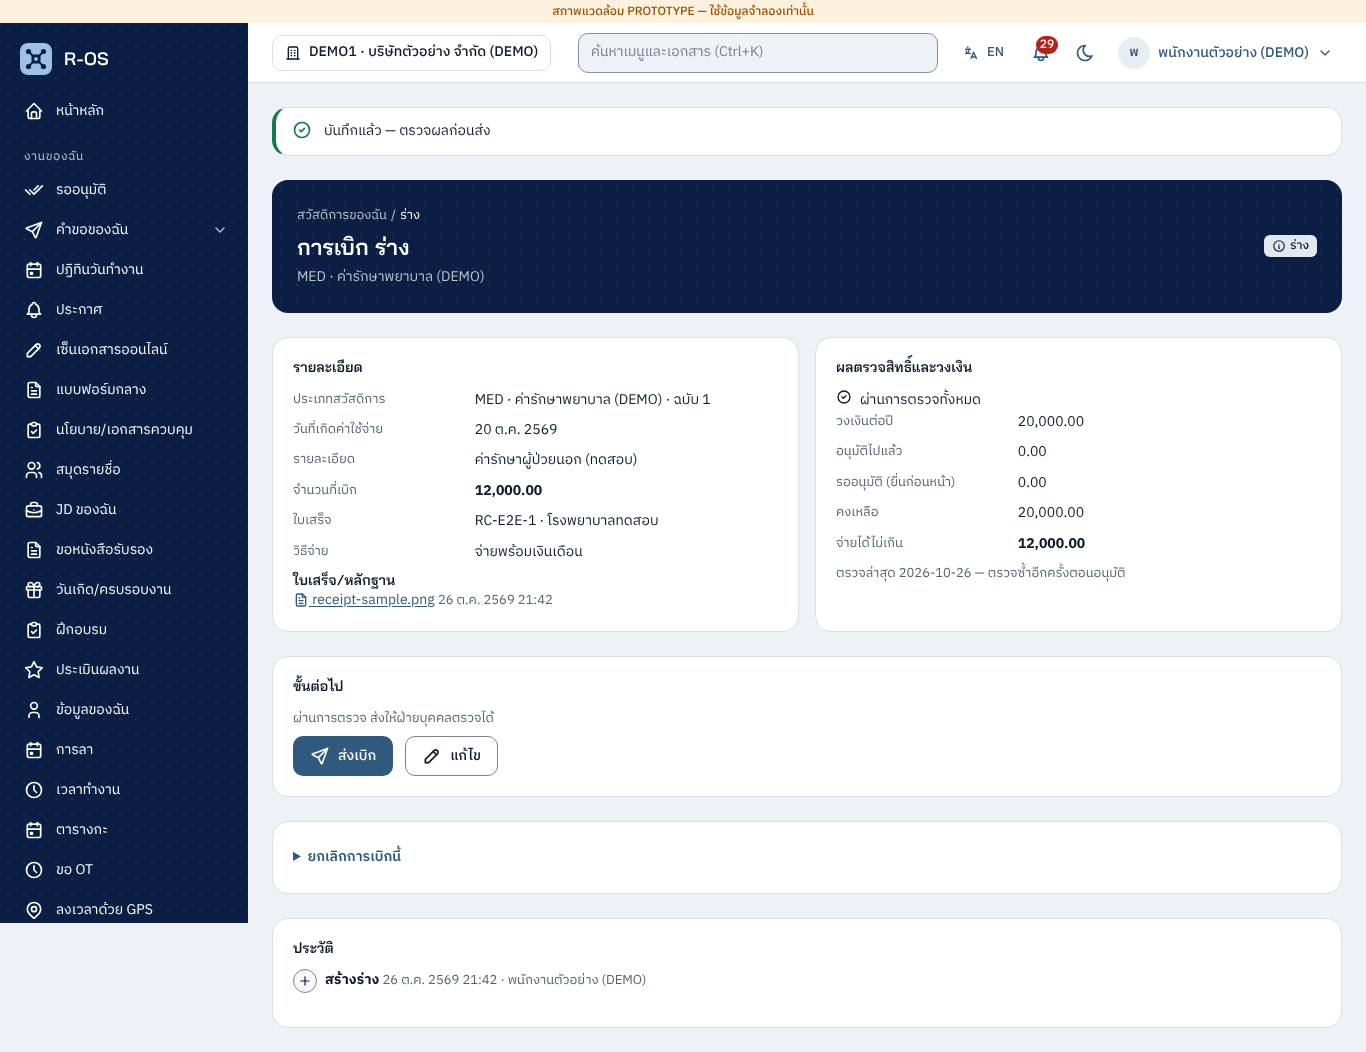 สภาพแวดล้อม PROTOTYPE — ใช้ข้อมูลจำลองเท่านั้น
R-OS
DEMO1 · บริษัทตัวอย่าง จำกัด (DEMO)
ค้นหาเมนูและเอกสาร (Ctrl+K)
EN
29
พ
พนักงานตัวอย่าง (DEMO)
หน้าหลัก
งานของฉัน
รออนุมัติ
คำขอของฉัน
ปฏิทินวันทำงาน
ประกาศ
เซ็นเอกสารออนไลน์
แบบฟอร์มกลาง
นโยบาย/เอกสารควบคุม
สมุดรายชื่อ
JD ของฉัน
ขอหนังสือรับรอง
วันเกิด/ครบรอบงาน
ฝึกอบรม
ประเมินผลงาน
ข้อมูลของฉัน
การลา
เวลาทำงาน
ตารางกะ
ขอ OT
ลงเวลาด้วย GPS
บันทึกแล้ว — ตรวจผลก่อนส่ง
สวัสดิการของฉัน / ร่าง
การเบิก ร่าง
MED · ค่ารักษาพยาบาล (DEMO)
ร่าง
รายละเอียด
ประเภทสวัสดิการ MED · ค่ารักษาพยาบาล (DEMO) · ฉบับ 1
วันที่เกิดค่าใช้จ่าย 20 ต.ค. 2569
รายละเอียด ค่ารักษาผู้ป่วยนอก (ทดสอบ)
จำนวนที่เบิก 12,000.00
ใบเสร็จ RC-E2E-1 · โรงพยาบาลทดสอบ
วิธีจ่าย จ่ายพร้อมเงินเดือน
ใบเสร็จ/หลักฐาน
receipt-sample.png 26 ต.ค. 2569 21:42
ผลตรวจสิทธิ์และวงเงิน
ผ่านการตรวจทั้งหมด
วงเงินต่อปี 20,000.00
อนุมัติไปแล้ว 0.00
รออนุมัติ (ยื่นก่อนหน้า) 0.00
คงเหลือ 20,000.00
จ่ายได้ไม่เกิน 12,000.00
ตรวจล่าสุด 2026-10-26 — ตรวจซ้ำอีกครั้งตอนอนุมัติ
ขั้นต่อไป
ผ่านการตรวจ ส่งให้ฝ่ายบุคคลตรวจได้
ส่งเบิก
แก้ไข
ยกเลิกการเบิกนี้
ประวัติ
สร้างร่าง 26 ต.ค. 2569 21:42 · พนักงานตัวอย่าง (DEMO)